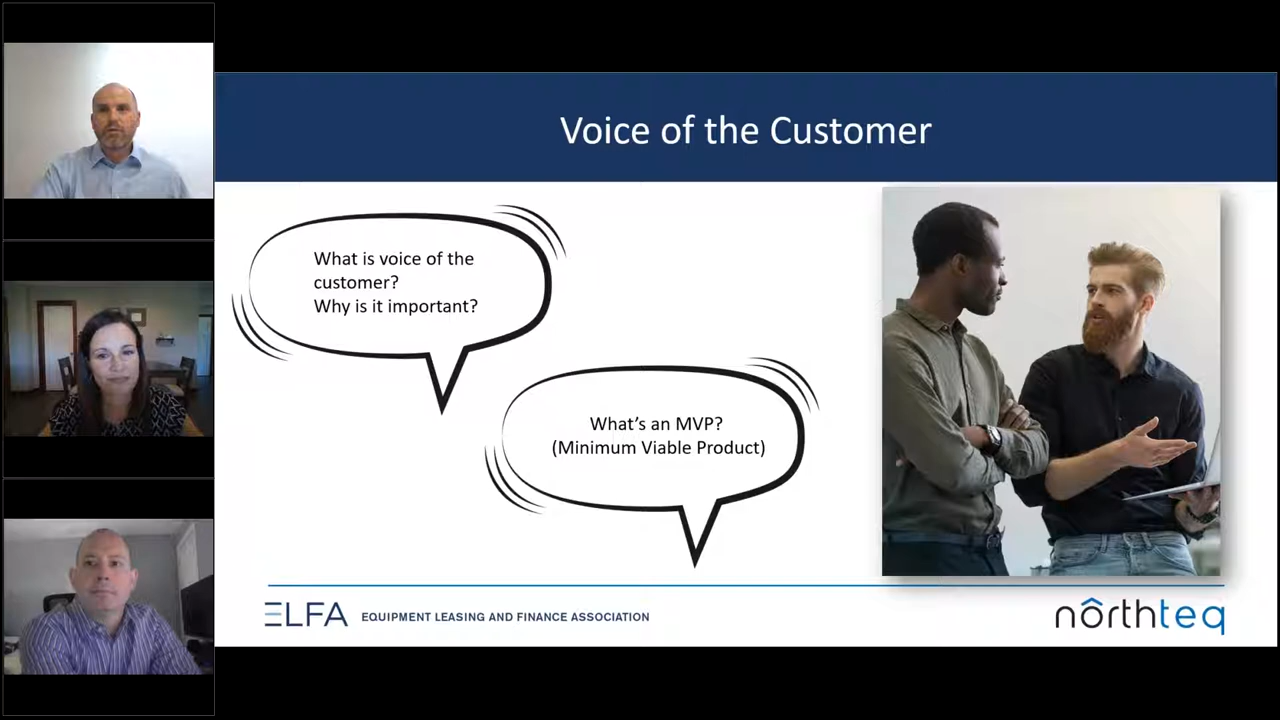 Voice of the Customer
What is voice of the
customer?
Why is it important?
What's an MVP?
(Minimum Viable Product)
ELFA EQUIPMENT LEASING AND FINANCE ASSOCIATION
nôrthteq